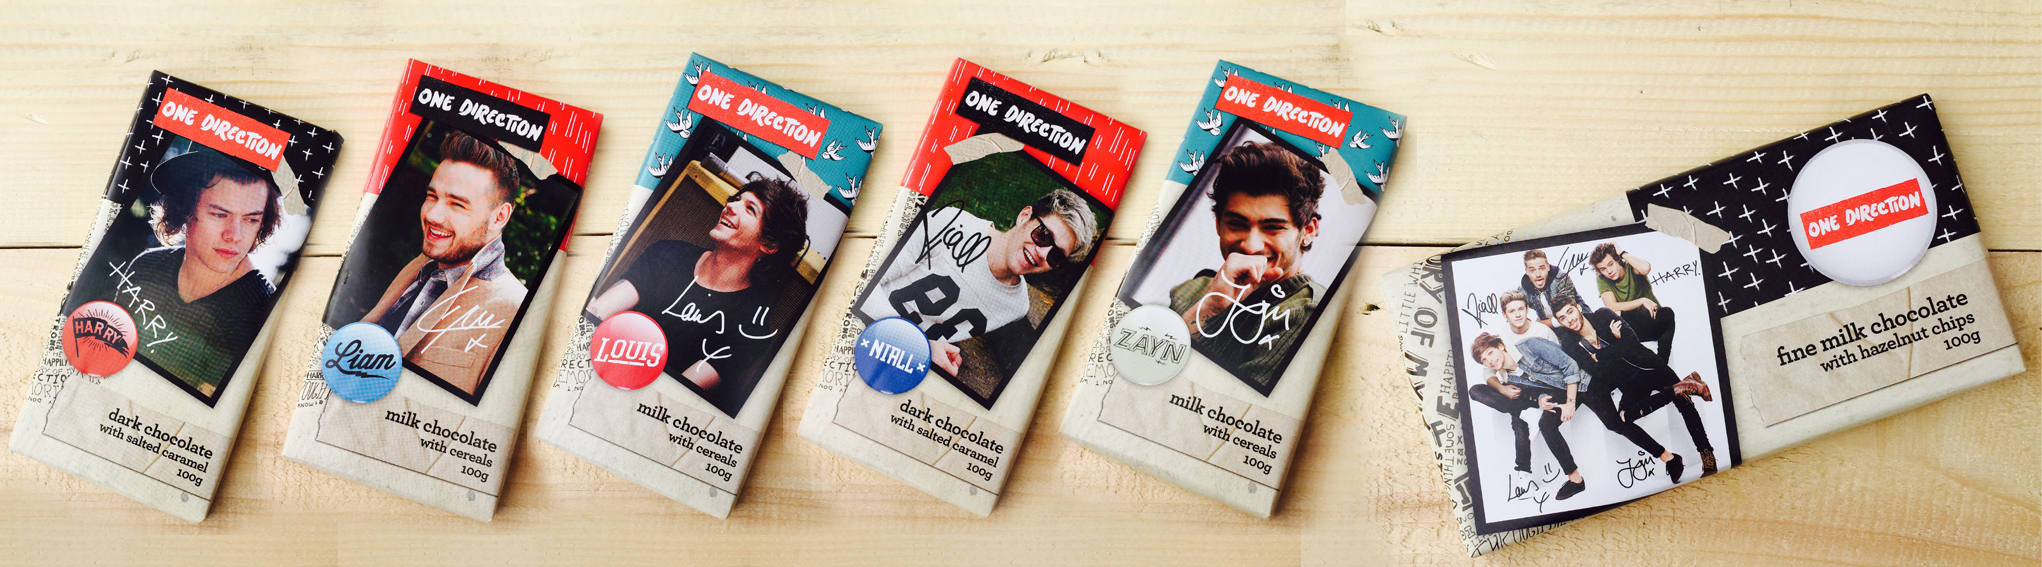 ONE DIRECTION
HARRY.
HARRY
dark chocolate
with salted caramel
100g
ONE DIRECTION
Liam
milk chocolate
with cereals
100g
ONE DIRECTION
Louis
LOUIS
milk chocolate
with cereals
100g
ONE DIRECTION
Niall
NIALL
dark chocolate
with salted caramel
100g
ONE DIRECTION
ZAYN
milk chocolate
with cereals
100g
ONE DIRECTION
Niall
HARRY.
Louis
fine milk chocolate
with hazelnut chips
100g